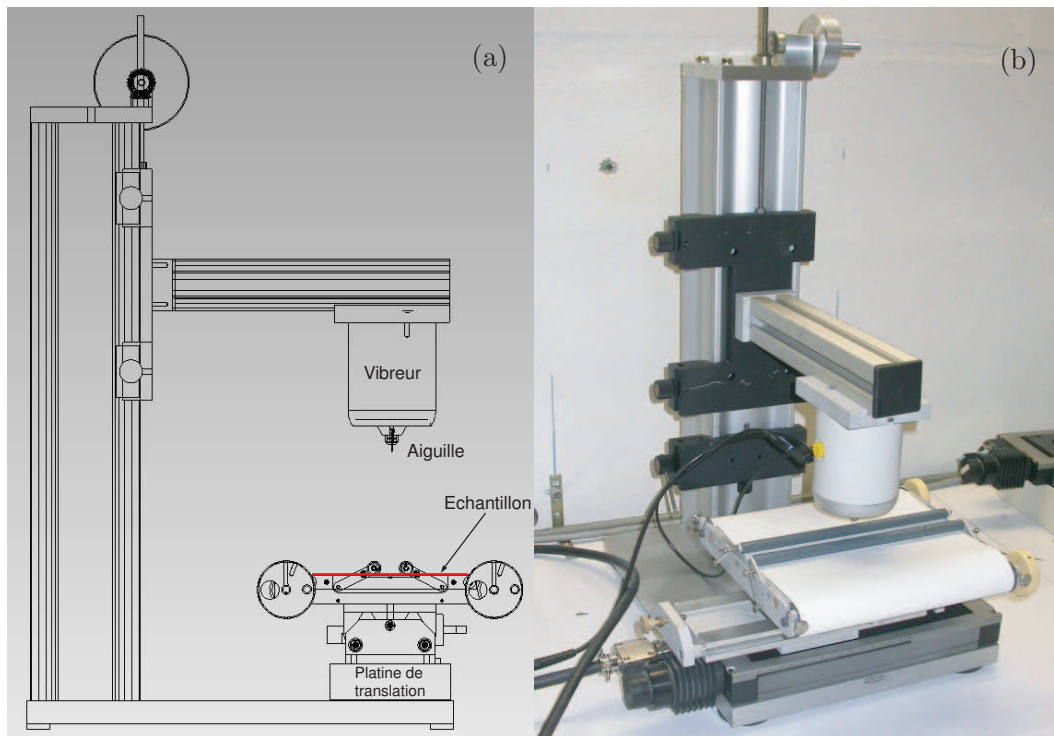 (a)
Vibreur
Aiguille
Echantillon
Platine de
translation
(b)